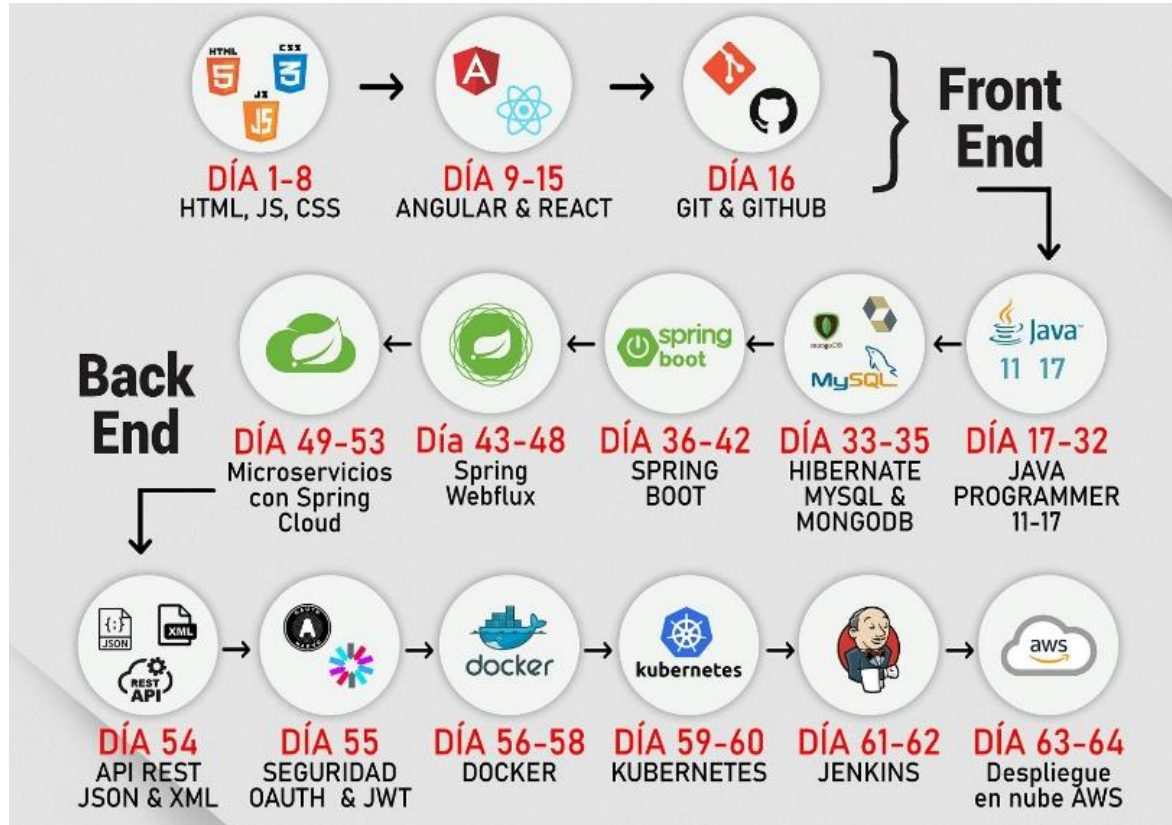 HTML
5
CSS
3
JS
JS
A
DÍA 1-8
HTML, JS, CSS
DÍA 9-15
ANGULAR & REACT
DÍA 16
GIT & GITHUB
Front
End
Java
11 17
mongoDB
MySQL
spring
boot
DÍA 17-32
JAVA
PROGRAMMER
11-17
DÍA 33-35
HIBERNATE
MYSQL &
MONGODB
DÍA 36-42
SPRING
BOOT
Día 43-48
Spring
Webflux
DÍA 49-53
Microservicios
con Spring
Cloud
Back
End
{:}
JSON
XML
REST
API
DÍA 54
API REST
JSON & XML
OAUTH
A
DÍA 55
SEGURIDAD
OAUTH & JWT
docker
DÍA 56-58
DOCKER
kubernetes
DÍA 59-60
KUBERNETES
DÍA 61-62
JENKINS
aws
DÍA 63-64
Despliegue
en nube AWS